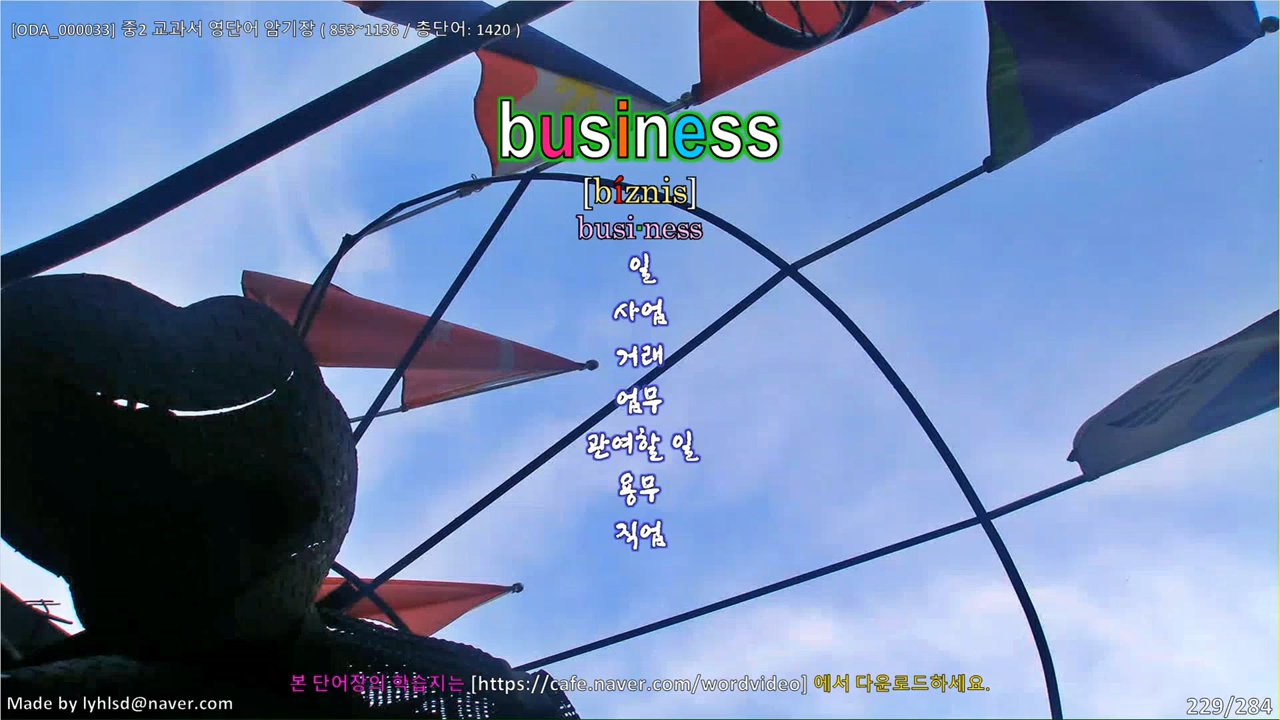 [ODA_000033] 중2 교과서 영단어 암기장 ( 853~1136 / 총단어: 1420 )
business
[bíznis]
busi·ness
일
사업
거래
업무
관여할 일
용무
직업
본 단어장의 학습지는 [https://cafe.naver.com/wordvideo] 에서 다운로드하세요.
Made by lyhlsd@naver.com
229/284